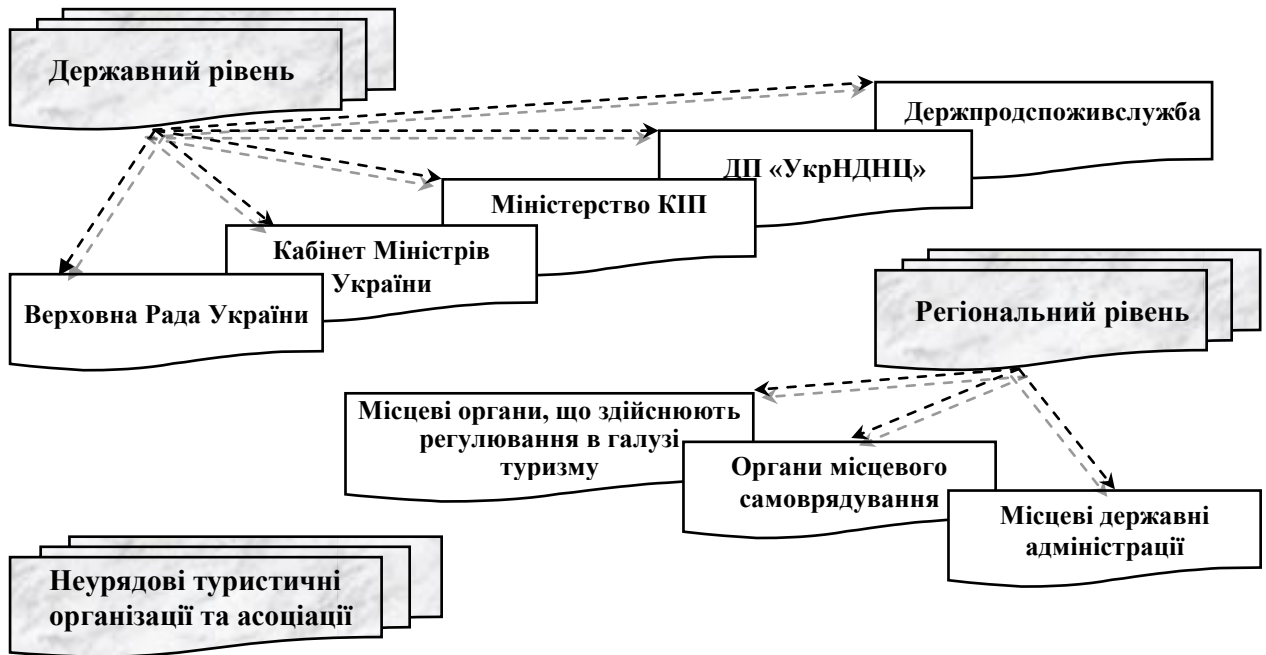 Державний рівень
Держпродспоживслужба
ДП «УкрНДНЦ»
Міністерство КІП
Кабінет Міністрів
України
Верховна Рада України
Регіональний рівень
Місцеві органи, що здійснюють
регулювання в галузі
туризму
Органи місцевого
самоврядування
Місцеві державні
адміністрації
Неурядові туристичні
організації та асоціації